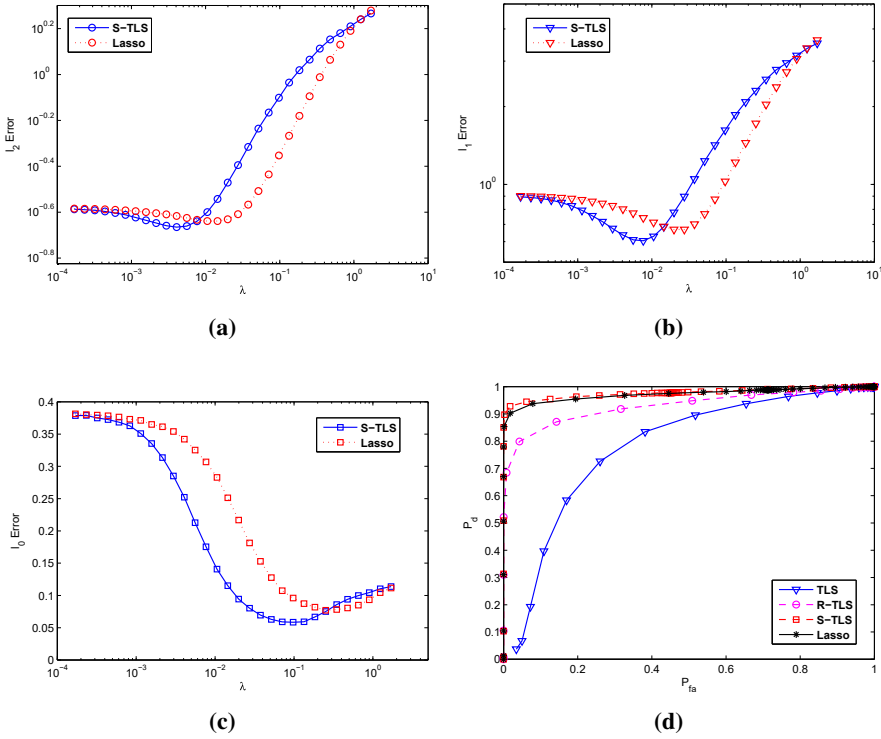 10^0.2
10^0
10^-0.2
10^-0.4
10^-0.6
10^-0.8
l_2 Error
S-TLS
Lasso
10^-4
10^-3
10^-2
10^-1
10^0
10^1
λ
(a)
10^0
l_1 Error
S-TLS
Lasso
10^-4
10^-3
10^-2
10^-1
10^0
10^1
λ
(b)
0.4
0.35
0.3
0.25
0.2
0.15
0.1
0.05
0
l_0 Error
S-TLS
Lasso
10^-4
10^-3
10^-2
10^-1
10^0
λ
(c)
1
0.9
0.8
0.7
0.6
0.5
0.4
0.3
0.2
0.1
0
P_d
TLS
R-TLS
S-TLS
Lasso
0
0.2
0.4
0.6
0.8
1
P_fa
(d)